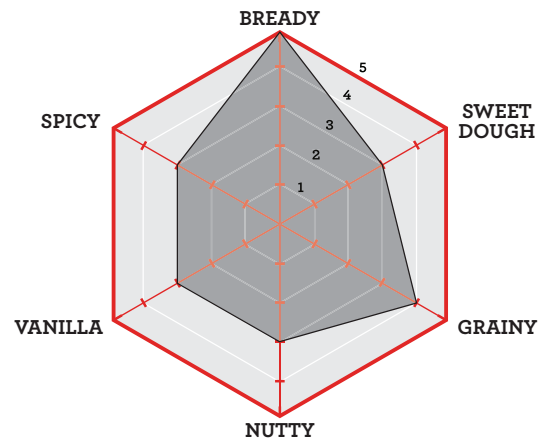 BREADY
5
4
3
2
1
SPICY
SWEET
DOUGH
VANILLA
GRAINY
NUTTY